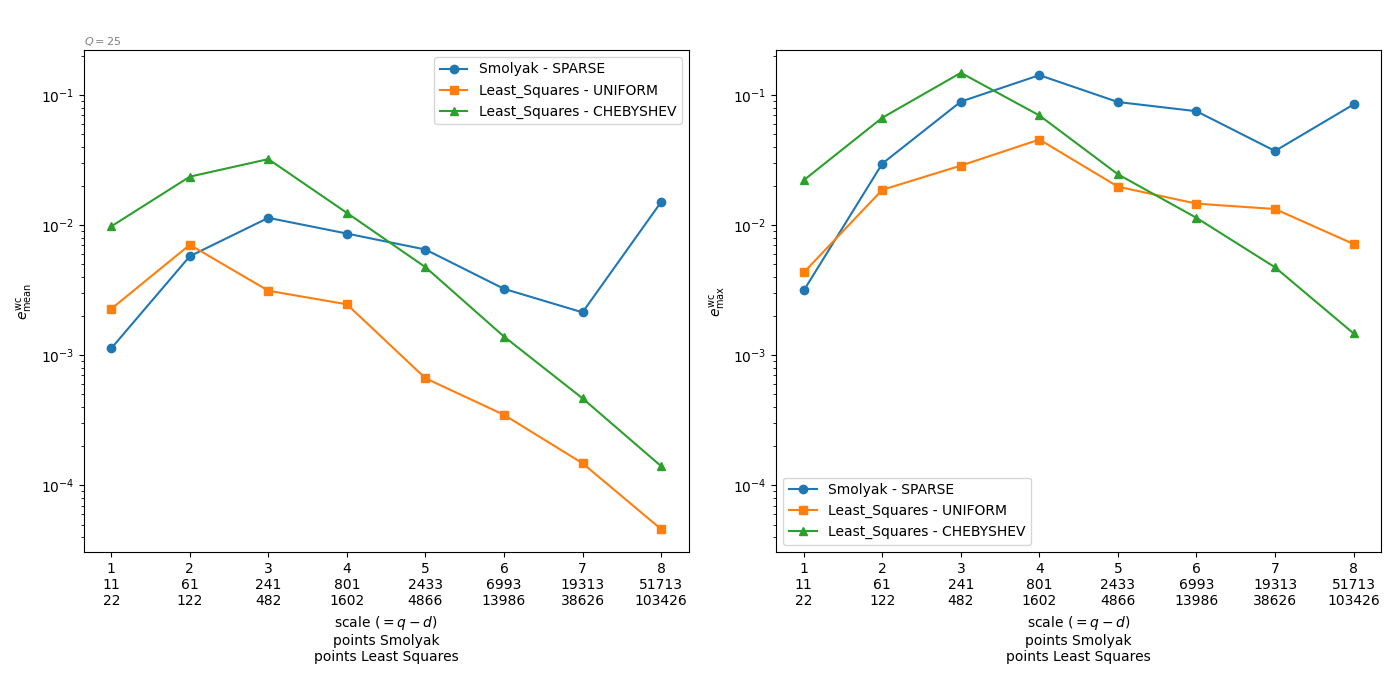 Q = 25
Smolyak - SPARSE
Least_Squares - UNIFORM
Least_Squares - CHEBYSHEV
10⁻¹
10⁻²
10⁻³
10⁻⁴
e^wc_mean
1 2 3 4 5 6 7 8
11 61 241 801 2433 6993 19313 51713
22 122 482 1602 4866 13986 38626 103426
scale (= q − d)
points Smolyak
points Least Squares
10⁻¹
10⁻²
10⁻³
10⁻⁴
e^wc_max
Smolyak - SPARSE
Least_Squares - UNIFORM
Least_Squares - CHEBYSHEV
1 2 3 4 5 6 7 8
11 61 241 801 2433 6993 19313 51713
22 122 482 1602 4866 13986 38626 103426
scale (= q − d)
points Smolyak
points Least Squares